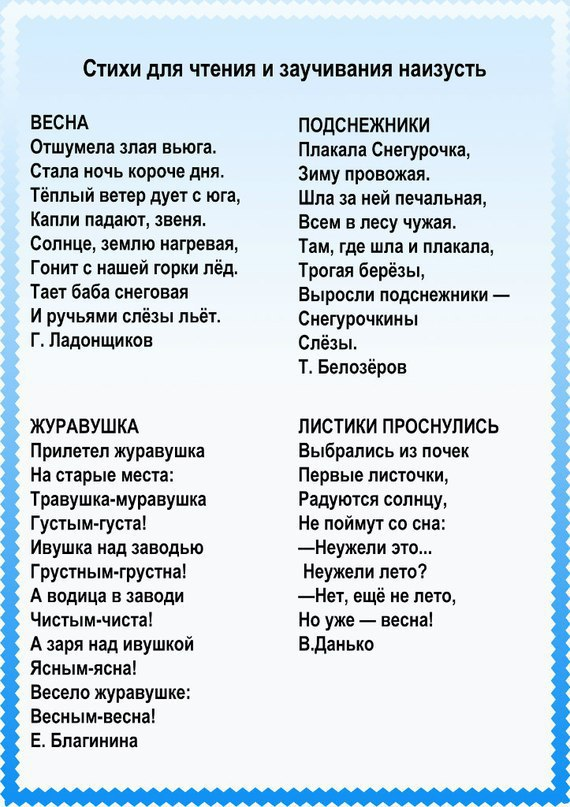 Стихи для чтения и заучивания наизусть
ВЕСНА
Отшумела злая вьюга.
Стала ночь короче дня.
Тёплый ветер дует с юга,
Капли падают, звеня.
Солнце, землю нагревая,
Гонит с нашей горки лёд.
Тает баба снеговая
И ручьями слёзы льёт.
Г. Ладонщиков
ПОДСНЕЖНИКИ
Плакала Снегурочка,
Зиму провожая.
Шла за ней печальная,
Всем в лесу чужая.
Там, где шла и плакала,
Трогая берёзы,
Выросли подснежники —
Снегурочкины
Слёзы.
Т. Белозёров
ЖУРАВУШКА
Прилетел журавушка
На старые места:
Травушка-муравушка
Густым-густа!
Ивушка над заводью
Грустным-грустна!
А водица в заводи
Чистым-чиста!
А заря над ивушкой
Ясным-ясна!
Весело журавушке:
Весным-весна!
Е. Благинина
ЛИСТИКИ ПРОСНУЛИСЬ
Выбрались из почек
Первые листочки,
Радуются солнцу,
Не поймут со сна:
—Неужели это...
Неужели лето?
—Нет, ещё не лето,
Но уже — весна!
В.Данько